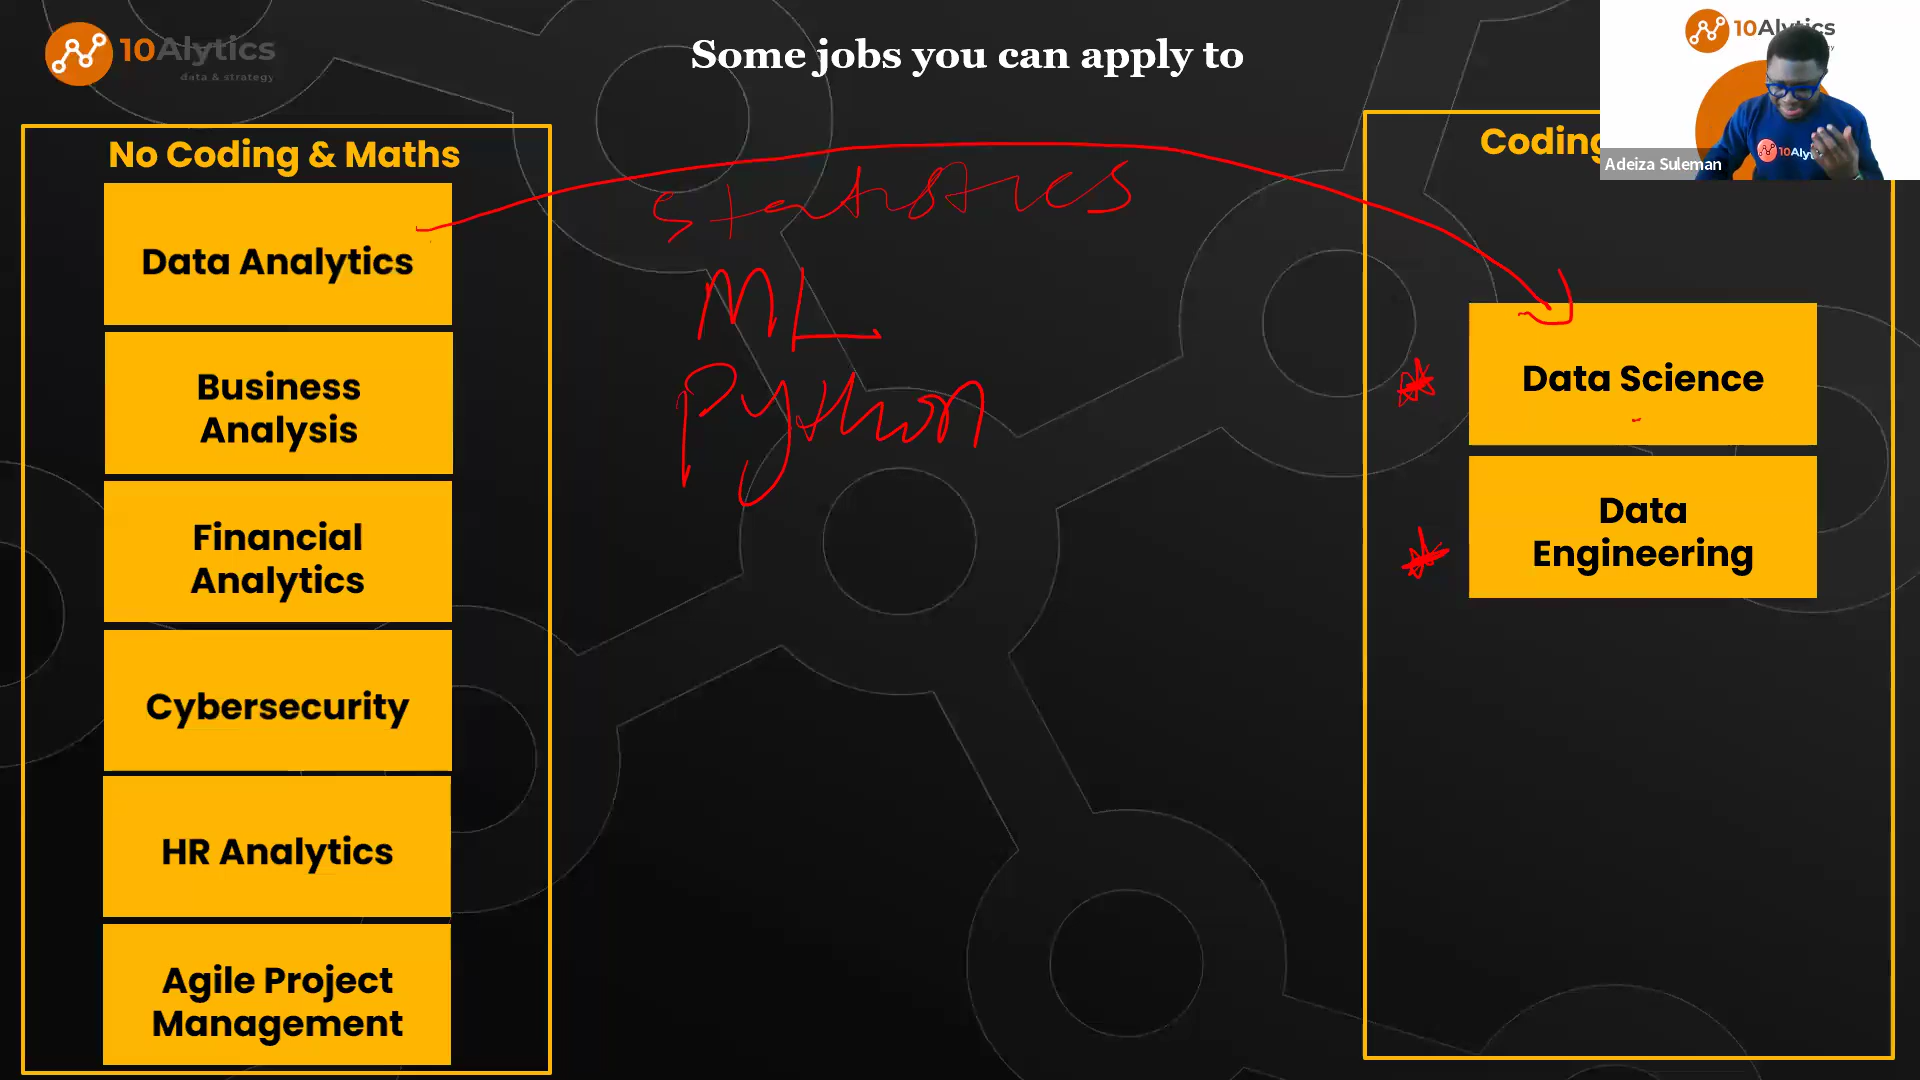 10Alytics
data & strategy
Some jobs you can apply to
10Alytics
Adeiza Suleman
10Aly
No Coding & Maths
Data Analytics
Business
Analysis
Financial
Analytics
Cybersecurity
HR Analytics
Agile Project
Management
statistics
ML
Python
Coding
Data Science
Data
Engineering